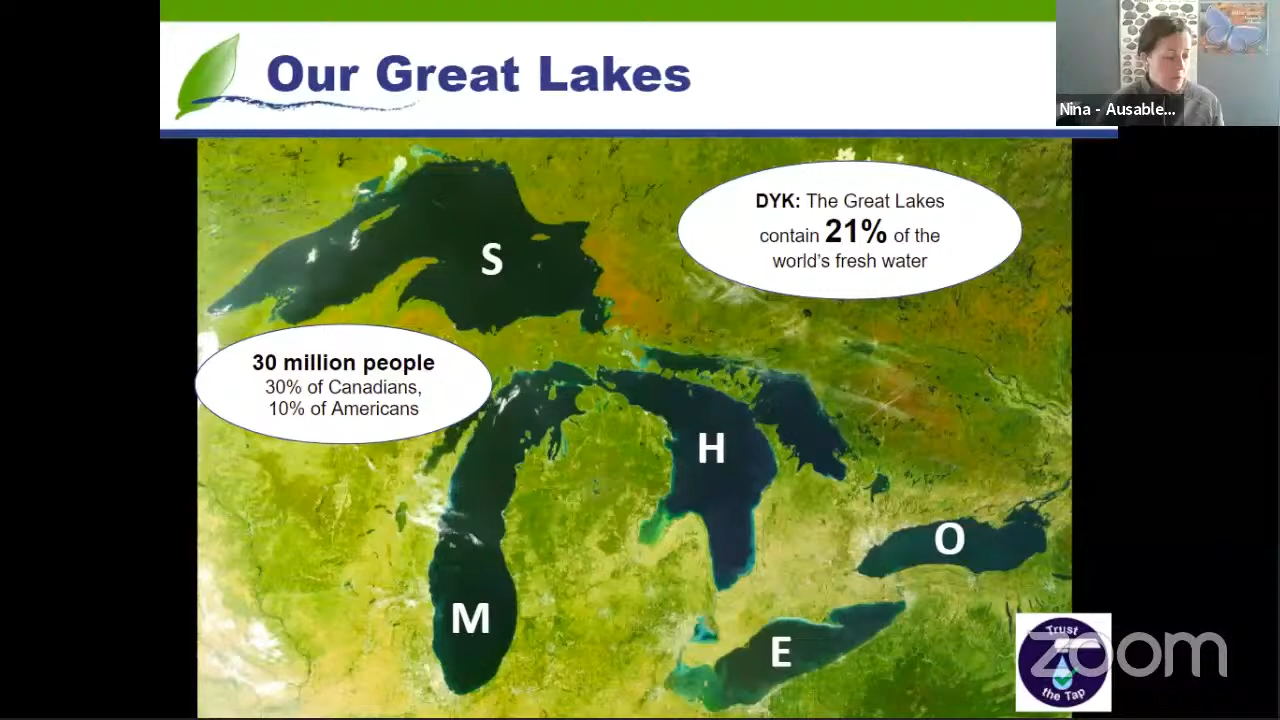 Our Great Lakes
Nina - Ausable...
DYK: The Great Lakes
contain 21% of the
world's fresh water
S
30 million people
30% of Canadians,
10% of Americans
H
O
M
E
Trust
the Tap
zoom